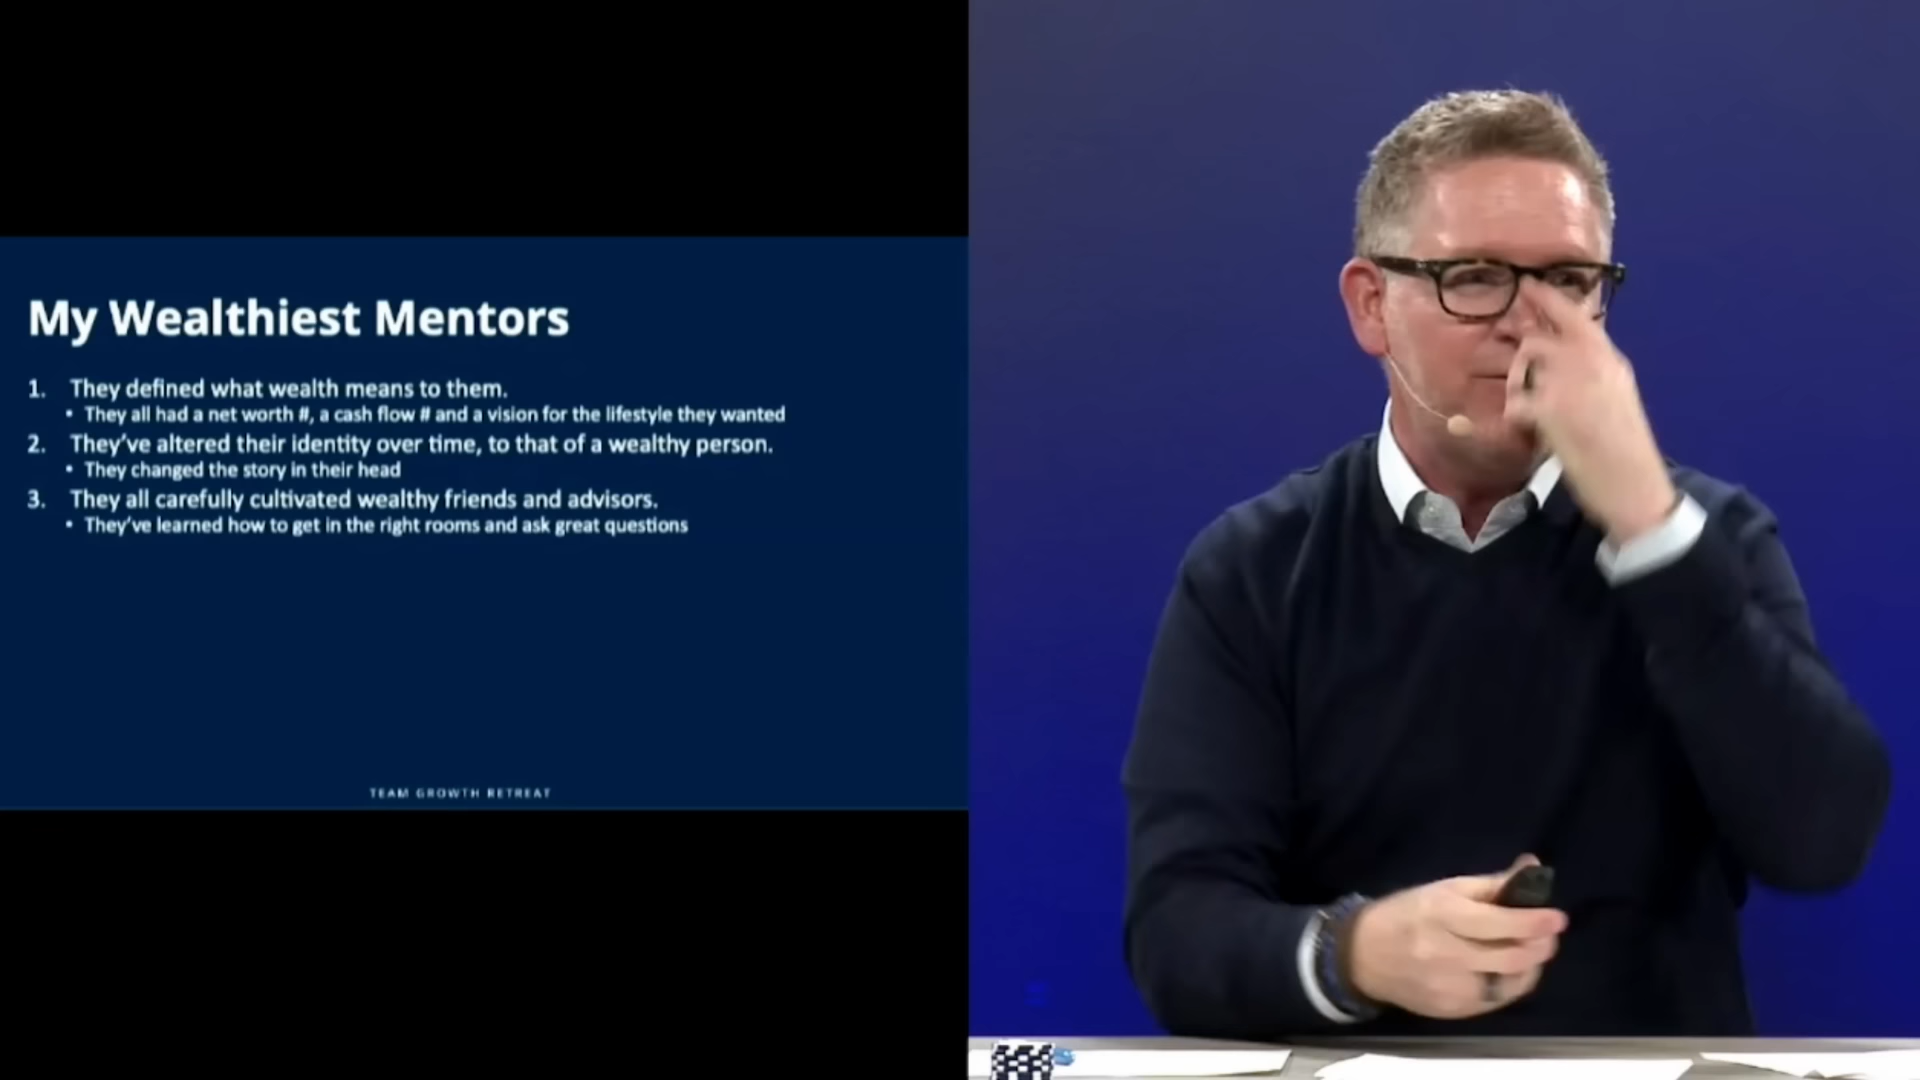 My Wealthiest Mentors
1. They defined what wealth means to them.
• They all had a net worth #, a cash flow # and a vision for the lifestyle they wanted
2. They've altered their identity over time, to that of a wealthy person.
• They changed the story in their head
3. They all carefully cultivated wealthy friends and advisors.
• They've learned how to get in the right rooms and ask great questions
TEAM GROWTH RETREAT